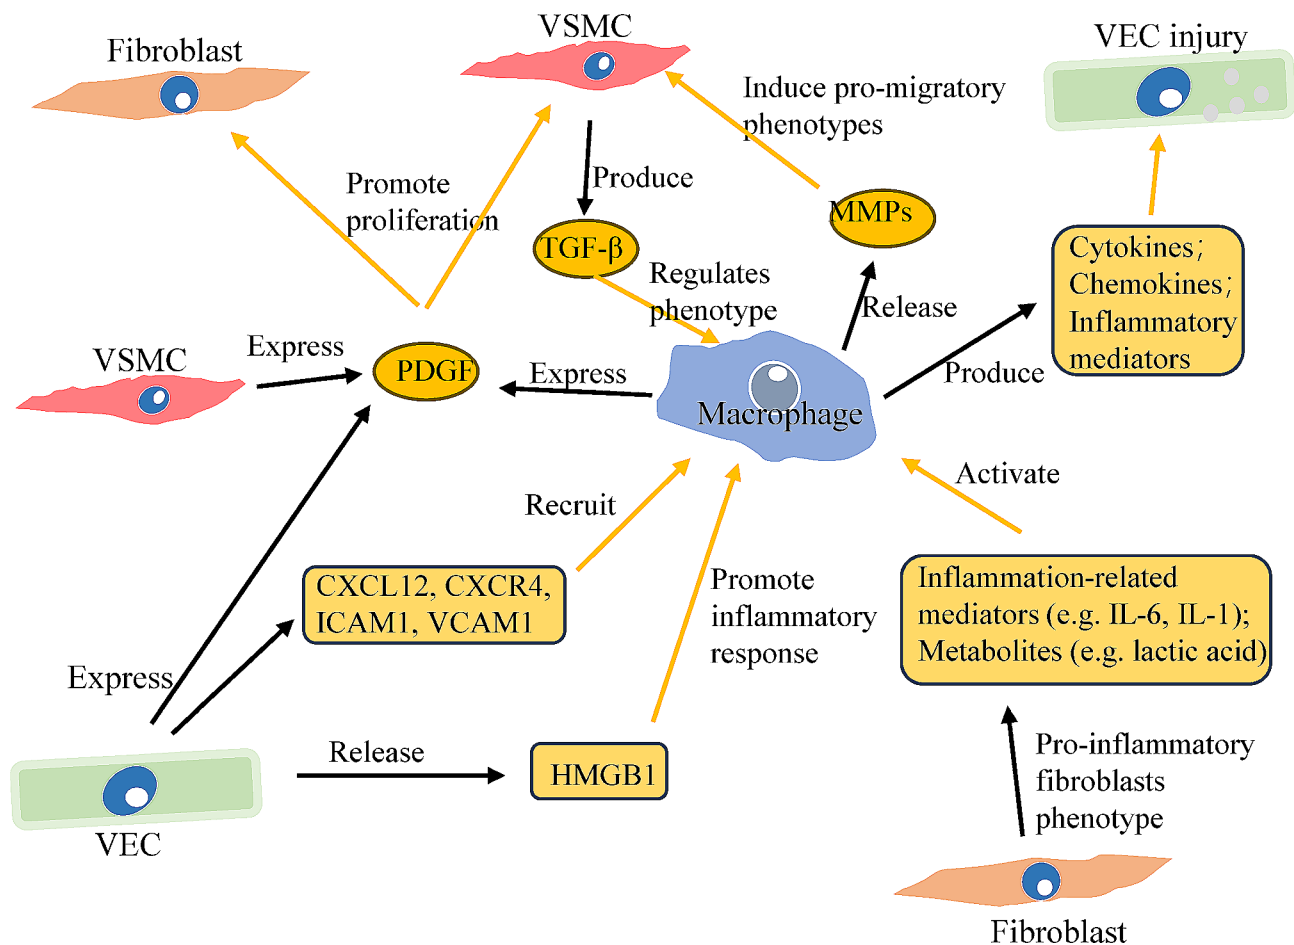 VSMC
Fibroblast
VEC injury
Induce pro-migratory
phenotypes
Promote
proliferation
Produce
MMPs
TGF-β
Regulates
phenotype
Release
Cytokines;
Chemokines;
Inflammatory
mediators
VSMC
Express
PDGF
Express
Macrophage
Produce
Recruit
Activate
CXCL12, CXCR4,
ICAM1, VCAM1
Promote
inflammatory
response
Inflammation-related
mediators (e.g. IL-6, IL-1);
Metabolites (e.g. lactic acid)
Express
Release
HMGB1
VEC
Pro-inflammatory
fibroblasts
phenotype
Fibroblast